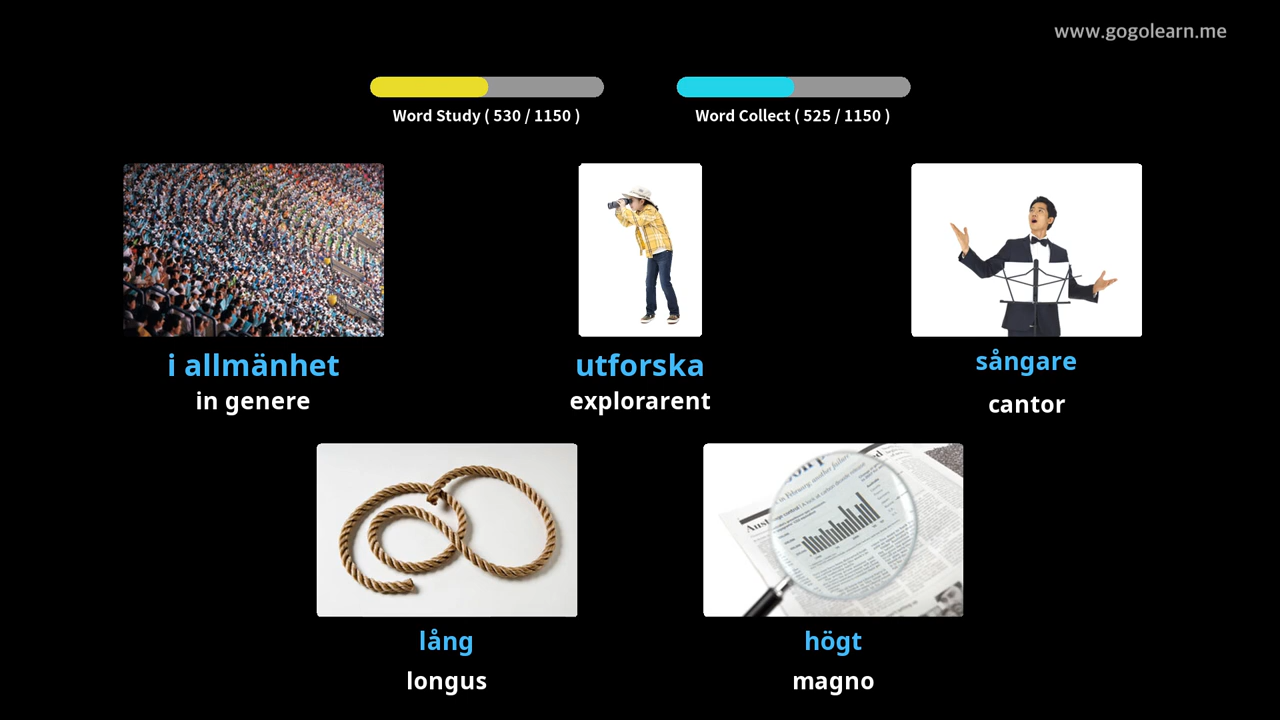 www.gogolearn.me
Word Study ( 530 / 1150 )
Word Collect ( 525 / 1150 )
i allmänhet
in genere
utforska
explorarent
sångare
cantor
lång
longus
högt
magno